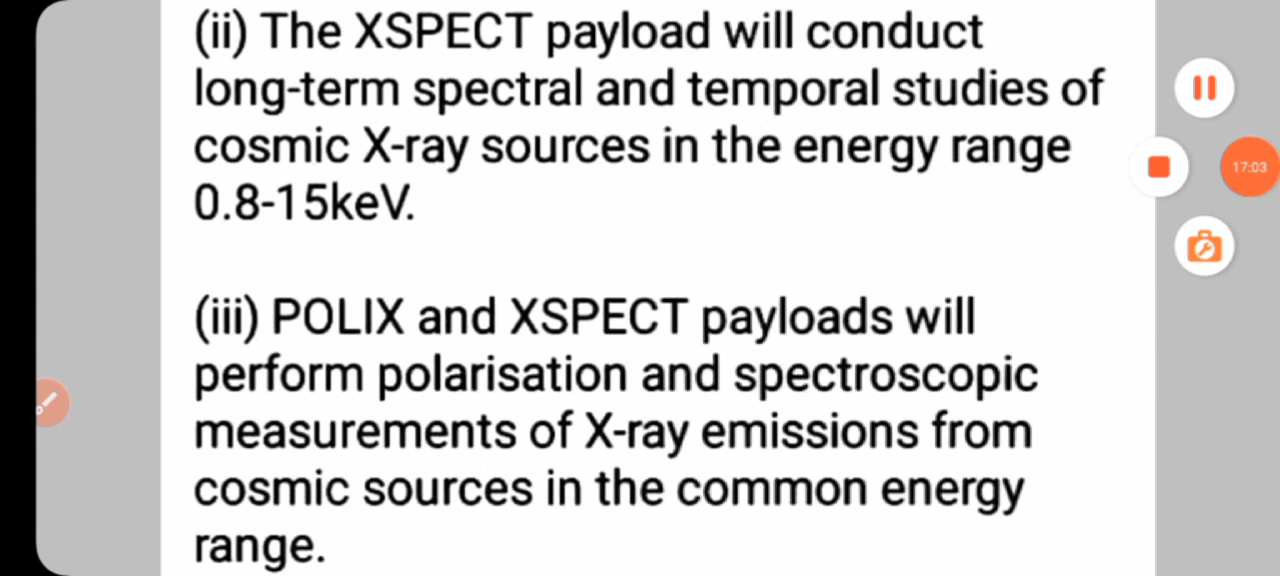 (ii) The XSPECT payload will conduct
long-term spectral and temporal studies of
cosmic X-ray sources in the energy range
0.8-15keV.
(iii) POLIX and XSPECT payloads will
perform polarisation and spectroscopic
measurements of X-ray emissions from
cosmic sources in the common energy
range.
17:03